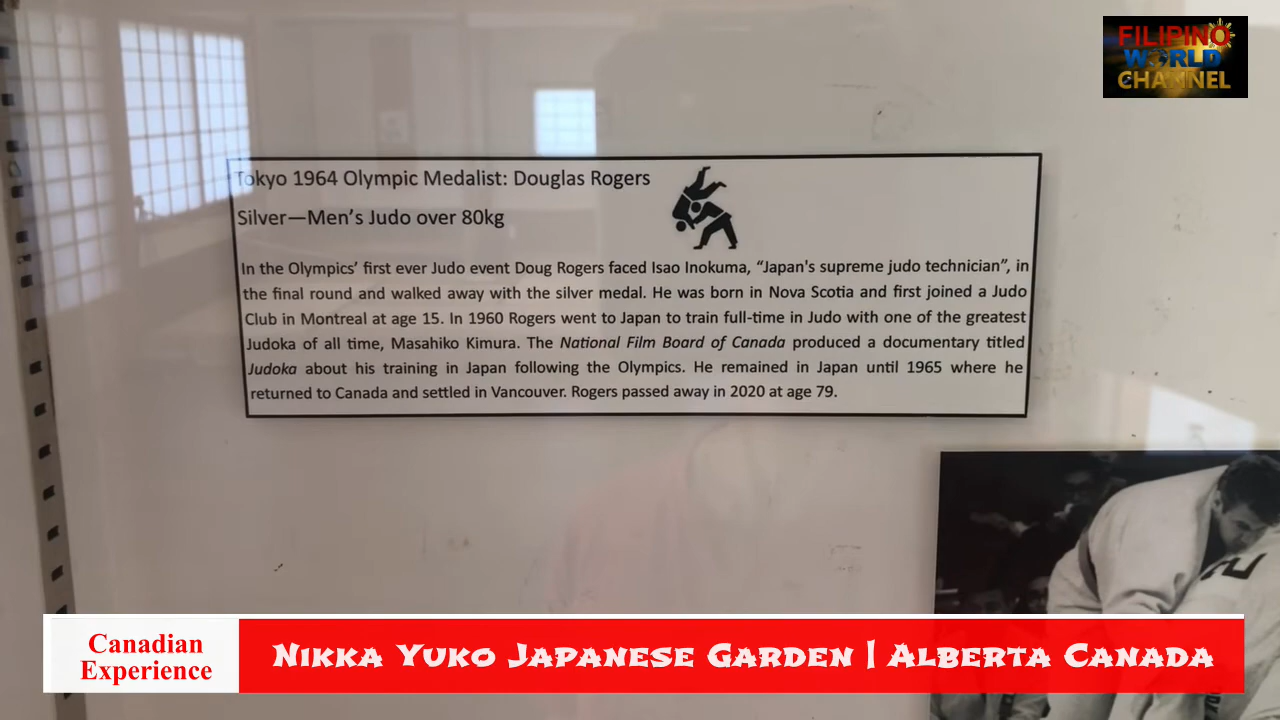 FILIPINO
WORLD
CHANNEL
Tokyo 1964 Olympic Medalist: Douglas Rogers
Silver—Men's Judo over 80kg
In the Olympics' first ever Judo event Doug Rogers faced Isao Inokuma, “Japan's supreme judo technician”, in
the final round and walked away with the silver medal. He was born in Nova Scotia and first joined a Judo
Club in Montreal at age 15. In 1960 Rogers went to Japan to train full-time in Judo with one of the greatest
Judoka of all time, Masahiko Kimura. The National Film Board of Canada produced a documentary titled
Judoka about his training in Japan following the Olympics. He remained in Japan until 1965 where he
returned to Canada and settled in Vancouver. Rogers passed away in 2020 at age 79.
Canadian
Experience
Nikka Yuko Japanese Garden | Alberta Canada